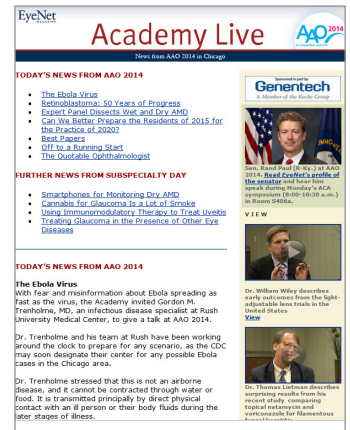 EyeNet
MAGAZINE
Academy Live
AAO 2014
News from AAO 2014 in Chicago
TODAY'S NEWS FROM AAO 2014
The Ebola Virus
Retinoblastoma: 50 Years of Progress
Expert Panel Dissects Wet and Dry AMD
Can We Better Prepare the Residents of 2015 for
the Practice of 2020?
Best Papers
Off to a Running Start
The Quotable Ophthalmologist
FURTHER NEWS FROM SUBSPECIALTY DAY
Smartphones for Monitoring Dry AMD
Cannabis for Glaucoma Is a Lot of Smoke
Using Immunomodulatory Therapy to Treat Uveitis
Treating Glaucoma in the Presence of Other Eye
Diseases
TODAY'S NEWS FROM AAO 2014
The Ebola Virus
With fear and misinformation about Ebola spreading as
fast as the virus, the Academy invited Gordon M.
Trenholme, MD, an infectious disease specialist at Rush
University Medical Center, to give a talk at AAO 2014.
Dr. Trenholme and his team at Rush have been working
around the clock to prepare for any scenario, as the CDC
may soon designate their center for any possible Ebola
cases in the Chicago area.
Dr. Trenholme stressed that this is not an airborne
disease, and it cannot be contracted through water or
food. It is transmitted principally by direct physical
contact with an ill person or their body fluids during the
later stages of illness.
Sponsored in part by
Genentech
A Member of the Roche Group
Sen. Rand Paul (R-Ky.) at AAO
2014. Read EyeNet's profile of
the senator and hear him
speak during Monday's ACA
symposium (8:00-10:30 a.m.)
in Room S406a.
VIEW
Dr. William Wiley describes
early outcomes from the light-
adjustable lens trials in the
United States
View
Dr. Thomas Lietman describes
surprising results from his
recent study comparing
topical natamycin and
voriconazole for filamentous
fungal keratitis